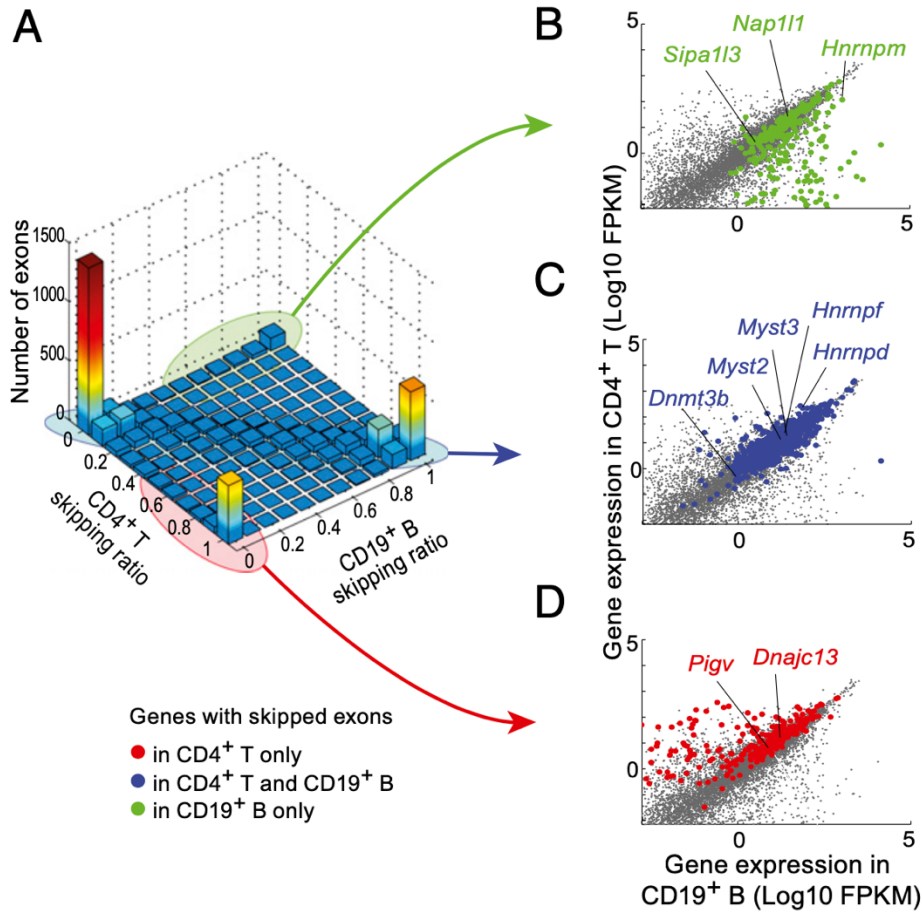 A
Number of exons
1500
1000
500
0
0
0.2
0.4
0.6
0.8
1
CD4+ T
skipping ratio
0
0.2
0.4
0.6
0.8
1
CD19+ B
skipping ratio
Genes with skipped exons
in CD4+ T only
in CD4+ T and CD19+ B
in CD19+ B only
Gene expression in CD4+ T (Log10 FPKM)
B
5
0
0
5
Nap1l1
Sipa1l3
Hnrnpm
C
5
0
0
5
Hnrnpf
Myst3
Hnrnpd
Myst2
Dnmt3b
D
5
0
0
5
Pigv
Dnajc13
Gene expression in
CD19+ B (Log10 FPKM)